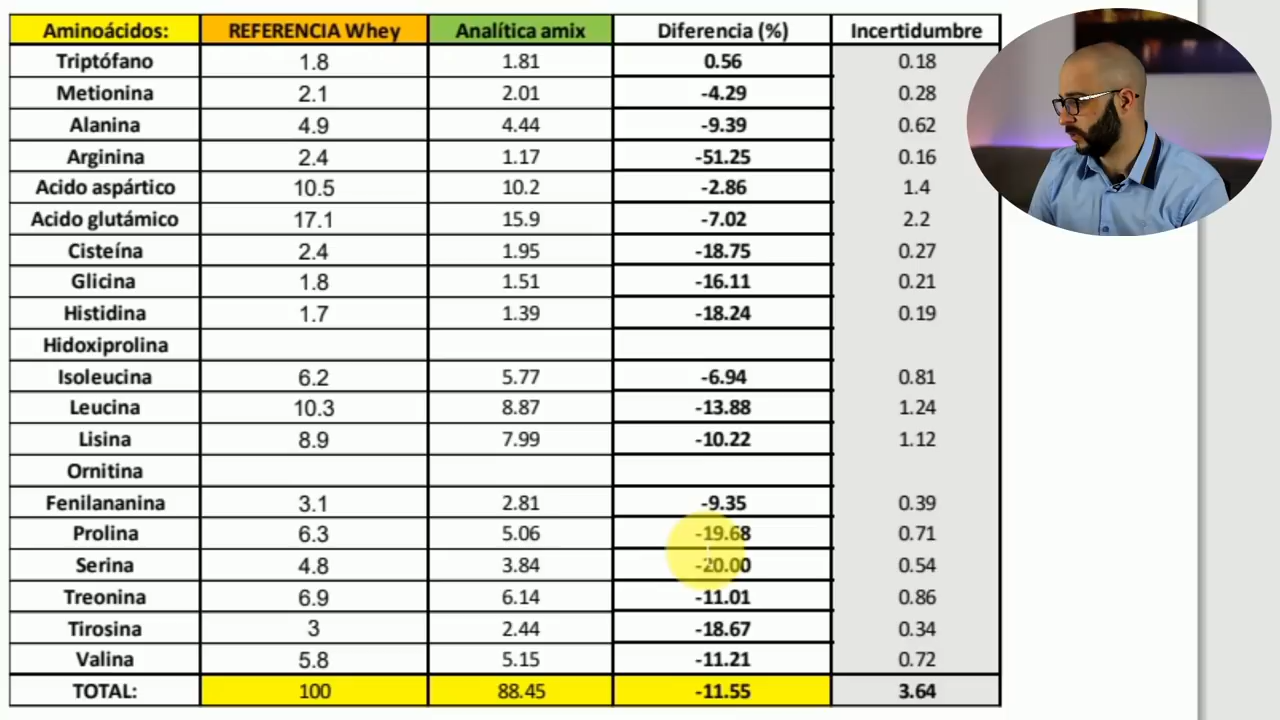 Aminoácidos: REFERENCIA Whey Analítica amix Diferencia (%) Incertidumbre
Triptófano 1.8 1.81 0.56 0.18
Metionina 2.1 2.01 -4.29 0.28
Alanina 4.9 4.44 -9.39 0.62
Arginina 2.4 1.17 -51.25 0.16
Acido aspártico 10.5 10.2 -2.86 1.4
Acido glutámico 17.1 15.9 -7.02 2.2
Cisteína 2.4 1.95 -18.75 0.27
Glicina 1.8 1.51 -16.11 0.21
Histidina 1.7 1.39 -18.24 0.19
Hidoxiprolina
Isoleucina 6.2 5.77 -6.94 0.81
Leucina 10.3 8.87 -13.88 1.24
Lisina 8.9 7.99 -10.22 1.12
Ornitina
Fenilananina 3.1 2.81 -9.35 0.39
Prolina 6.3 5.06 -19.68 0.71
Serina 4.8 3.84 -20.00 0.54
Treonina 6.9 6.14 -11.01 0.86
Tirosina 3 2.44 -18.67 0.34
Valina 5.8 5.15 -11.21 0.72
TOTAL: 100 88.45 -11.55 3.64